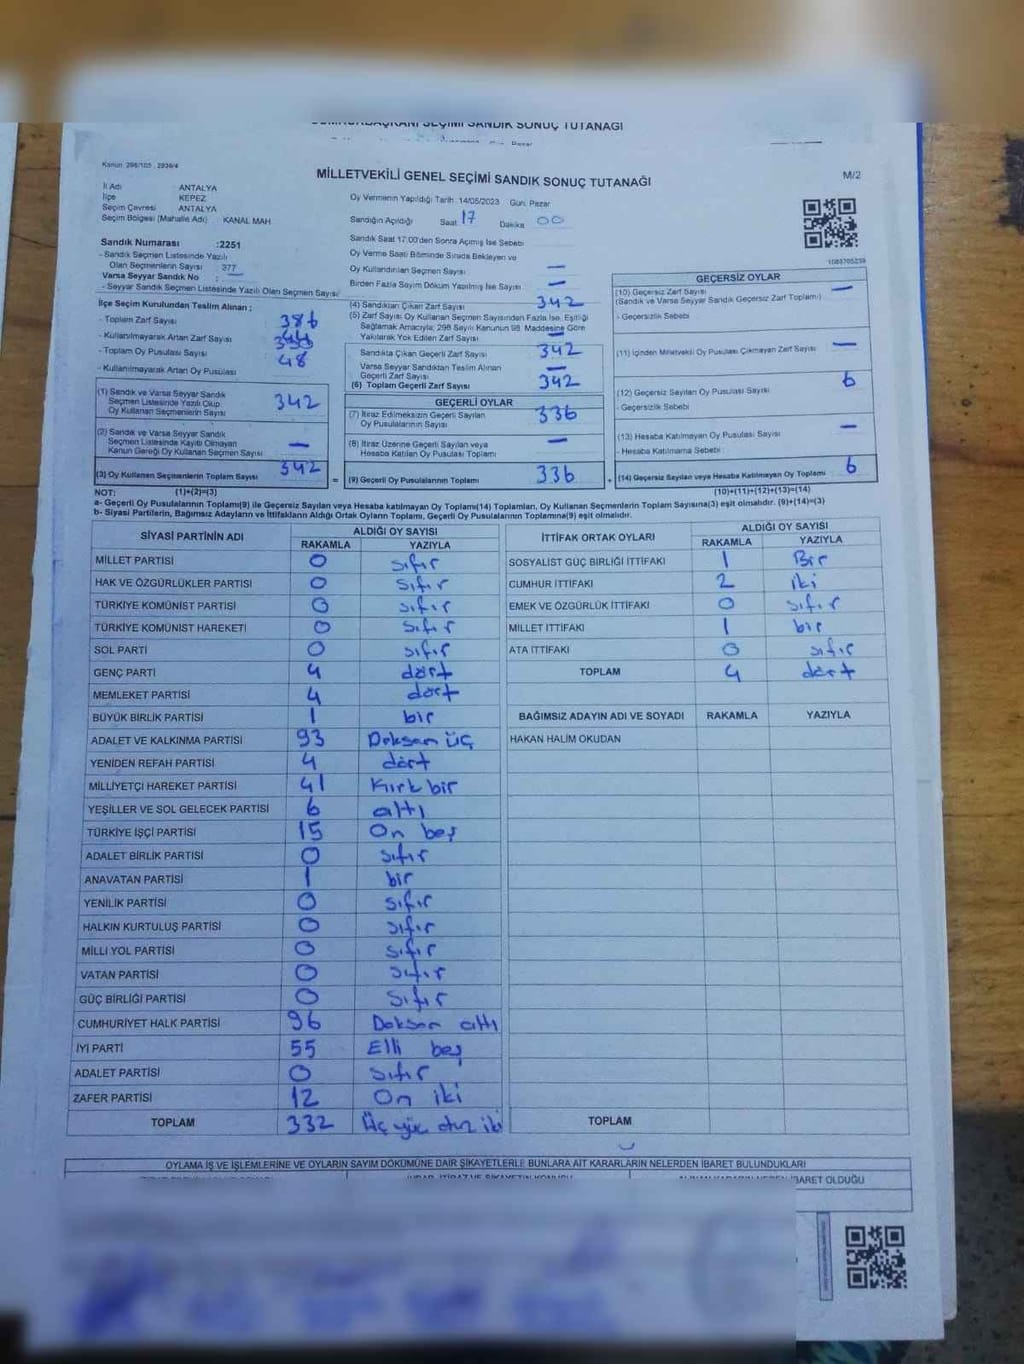 MİLLETVEKİLİ GENEL SEÇİMİ SANDIK SONUÇ TUTANAĞI
M/2
İl Adı ANTALYA
İlçe KEPEZ
Seçim Çevresi ANTALYA
Seçim Bölgesi (Mahalle Adı) KANAL MAH
Oy Vermenin Yapıldığı Tarih: 14/05/2023 Gün: Pazar
Sandığın Açıldığı Saat 17 Dakika 00
Sandık Numarası :2251
- Sandık Seçmen Listesinde Yazılı
Olan Seçmenlerin Sayısı 377
Varsa Seyyar Sandık No : —
- Seyyar Sandık Seçmen Listesinde Yazılı Olan Seçmen Sayısı
Sandık Saat 17:00'den Sonra Açılmış İse Sebebi
Oy Verme Saati Bitiminde Sırada Bekleyen ve
Oy Kullandırılan Seçmen Sayısı —
Birden Fazla Sayım Döküm Yapılmış İse Sayısı —
İlçe Seçim Kurulundan Teslim Alınan :
- Toplam Zarf Sayısı 386
- Kullanılmayarak Artan Zarf Sayısı
- Toplam Oy Pusulası Sayısı
48
- Kullanılmayarak Artan Oy Pusulası
(1) Sandık ve Varsa Seyyar Sandık
Seçmen Listesinde Yazılı Olup
Oy Kullanan Seçmenlerin Sayısı 342
(2) Sandık ve Varsa Seyyar Sandık
Seçmen Listesinde Kayıtlı Olmayan
Kanun Gereği Oy Kullanan Seçmen Sayısı —
(3) Oy Kullanan Seçmenlerin Toplam Sayısı 342
(4) Sandıktan Çıkan Zarf Sayısı 342
(5) Zarf Sayısı Oy Kullanan Seçmen Sayısından Fazla İse, Eşitliği
Sağlamak Amacıyla; 298 Sayılı Kanunun 98. Maddesine Göre
Yakılarak Yok Edilen Zarf Sayısı —
Sandıkta Çıkan Geçerli Zarf Sayısı 342
Varsa Seyyar Sandıktan Teslim Alınan
Geçerli Zarf Sayısı —
(6) Toplam Geçerli Zarf Sayısı 342
GEÇERLİ OYLAR
(7) İtiraz Edilmeksizin Geçerli Sayılan
Oy Pusulalarının Sayısı 336
(8) İtiraz Üzerine Geçerli Sayılan veya
Hesaba Katılan Oy Pusulası Toplamı —
= (9) Geçerli Oy Pusulalarının Toplamı 336
GEÇERSİZ OYLAR
(10) Geçersiz Zarf Sayısı —
(Sandık ve Varsa Seyyar Sandık Geçersiz Zarf Toplamı)
- Geçersizlik Sebebi
(11) İçinden Milletvekili Oy Pusulası Çıkmayan Zarf Sayısı —
(12) Geçersiz Sayılan Oy Pusulası Sayısı 6
- Geçersizlik Sebebi
(13) Hesaba Katılmayan Oy Pusulası Sayısı —
- Hesaba Katılmama Sebebi :
+ (14) Geçersiz Sayılan veya Hesaba Katılmayan Oy Toplamı 6
NOT: (1)+(2)=(3) (10)+(11)+(12)+(13)=(14)
a- Geçerli Oy Pusulalarının Toplamı(9) ile Geçersiz Sayılan veya Hesaba Katılmayan Oy Toplamı(14) Toplamları, Oy Kullanan Seçmenlerin Toplam Sayısına(3) eşit olmalıdır. (9)+(14)=(3)
b- Siyasi Partilerin, Bağımsız Adayların ve İttifakların Aldığı Ortak Oyların Toplamı, Geçerli Oy Pusulalarının Toplamına(9) eşit olmalıdır.
SİYASİ PARTİNİN ADI ALDIĞI OY SAYISI
RAKAMLA YAZIYLA
MİLLET PARTİSİ 0 sıfır
HAK VE ÖZGÜRLÜKLER PARTİSİ 0 sıfır
TÜRKİYE KOMÜNİST PARTİSİ 0 sıfır
TÜRKİYE KOMÜNİST HAREKETİ 0 sıfır
SOL PARTİ 0 sıfır
GENÇ PARTİ 4 dört
MEMLEKET PARTİSİ 4 dört
BÜYÜK BİRLİK PARTİSİ 1 bir
ADALET VE KALKINMA PARTİSİ 93 Doksan üç
YENİDEN REFAH PARTİSİ 4 dört
MİLLİYETÇİ HAREKET PARTİSİ 41 Kırk bir
YEŞİLLER VE SOL GELECEK PARTİSİ 6 altı
TÜRKİYE İŞÇİ PARTİSİ 15 On beş
ADALET BİRLİK PARTİSİ 0 sıfır
ANAVATAN PARTİSİ 1 bir
YENİLİK PARTİSİ 0 sıfır
HALKIN KURTULUŞ PARTİSİ 0 sıfır
MİLLİ YOL PARTİSİ 0 sıfır
VATAN PARTİSİ 0 sıfır
GÜÇ BİRLİĞİ PARTİSİ 0 sıfır
CUMHURİYET HALK PARTİSİ 96 Doksan altı
İYİ PARTİ 55 Elli beş
ADALET PARTİSİ 0 sıfır
ZAFER PARTİSİ 12 On iki
TOPLAM 332 Üç yüz otuz iki
İTTİFAK ORTAK OYLARI ALDIĞI OY SAYISI
RAKAMLA YAZIYLA
SOSYALİST GÜÇ BİRLİĞİ İTTİFAKI 1 Bir
CUMHUR İTTİFAKI 2 iki
EMEK VE ÖZGÜRLÜK İTTİFAKI 0 sıfır
MİLLET İTTİFAKI 1 bir
ATA İTTİFAKI 0 sıfır
TOPLAM 4 dört
BAĞIMSIZ ADAYIN ADI VE SOYADI RAKAMLA YAZIYLA
HAKAN HALİM OKUDAN
TOPLAM
OYLAMA İŞ VE İŞLEMLERİNE VE OYLARIN SAYIM DÖKÜMÜNE DAİR ŞİKAYETLERLE BUNLARA AİT KARARLARIN NELERDEN İBARET BULUNDUKLARI